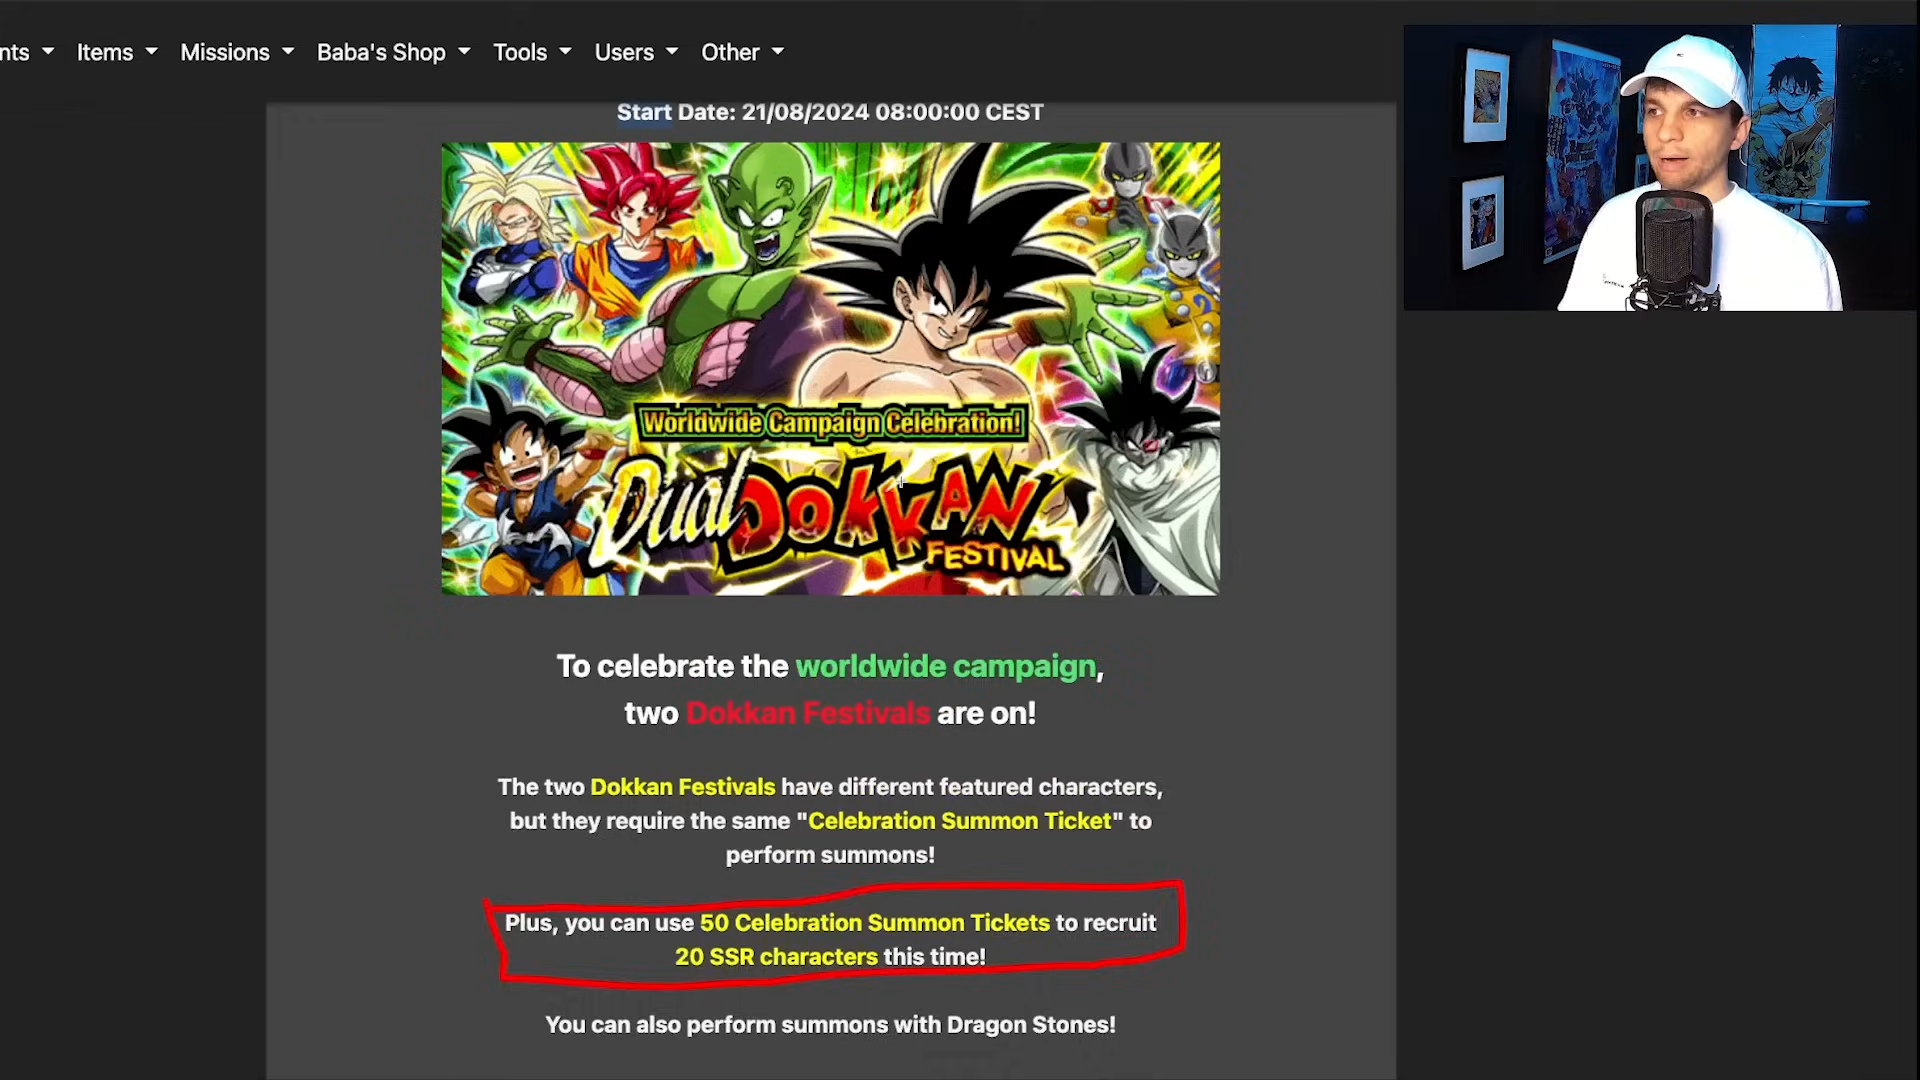 nts Items Missions Baba's Shop Tools Users Other
Start Date: 21/08/2024 08:00:00 CEST
Worldwide Campaign Celebration!
Dual DOKKAN
FESTIVAL
To celebrate the worldwide campaign,
two Dokkan Festivals are on!
The two Dokkan Festivals have different featured characters,
but they require the same "Celebration Summon Ticket" to
perform summons!
Plus, you can use 50 Celebration Summon Tickets to recruit
20 SSR characters this time!
You can also perform summons with Dragon Stones!